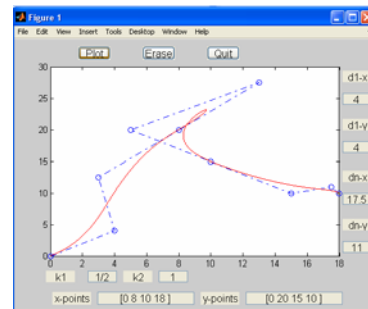 Figure 1
File Edit View Insert Tools Desktop Window Help
Plot Erase Quit
30
25
20
15
10
5
0
0 2 4 6 8 10 12 14 16 18
d1-x
4
d1-y
4
dn-x
17.5
dn-y
11
k1 1/2 k2 1
x-points [0 8 10 18 ] y-points [0 20 15 10 ]